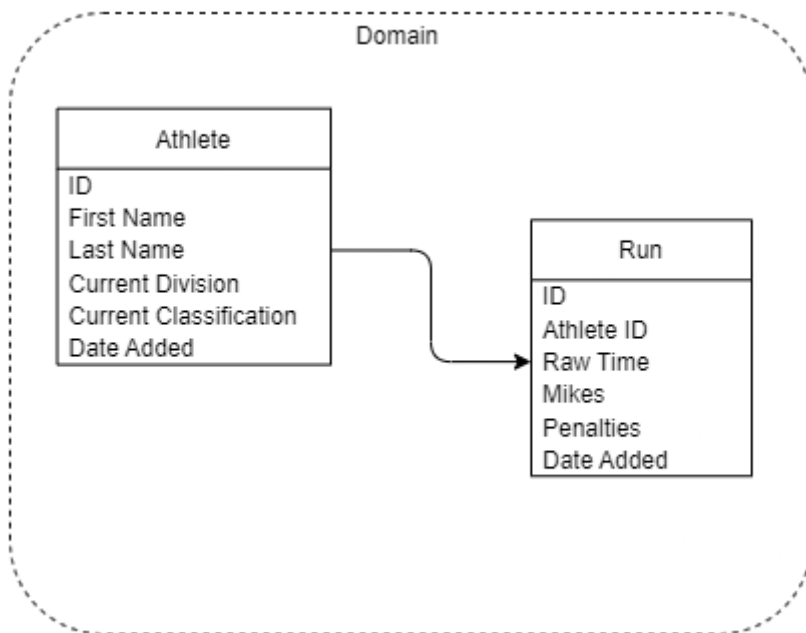 Domain
Athlete
ID
First Name
Last Name
Current Division
Current Classification
Date Added
Run
ID
Athlete ID
Raw Time
Mikes
Penalties
Date Added